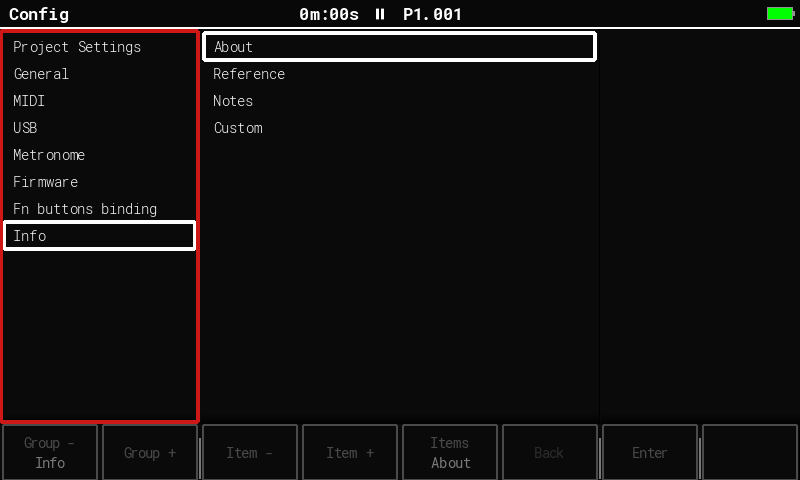 Config
0m:00s
P1.001
Project Settings
General
MIDI
USB
Metronome
Firmware
Fn buttons binding
Info
About
Reference
Notes
Custom
Group -
Info
Group +
Item -
Item +
Items
About
Back
Enter